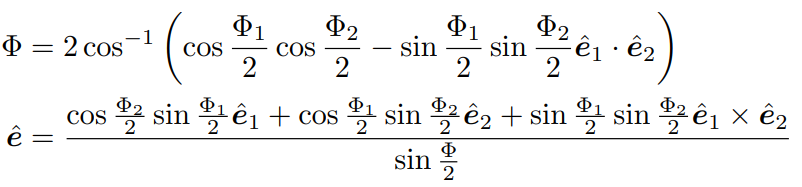 Φ = 2 cos⁻¹ ( cos Φ₁/2 cos Φ₂/2 − sin Φ₁/2 sin Φ₂/2 ê₁ · ê₂ )
ê = (cos Φ₂/2 sin Φ₁/2 ê₁ + cos Φ₁/2 sin Φ₂/2 ê₂ + sin Φ₁/2 sin Φ₂/2 ê₁ × ê₂) / (sin Φ/2)